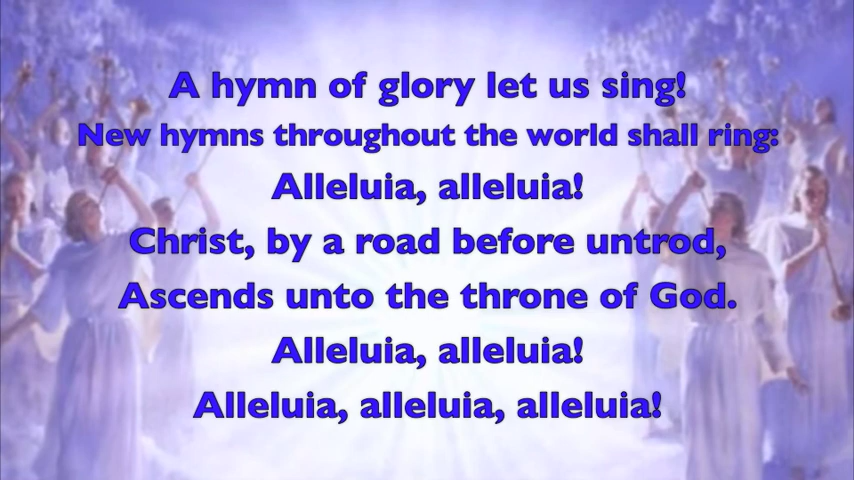 A hymn of glory let us sing!
New hymns throughout the world shall ring:
Alleluia, alleluia!
Christ, by a road before untrod,
Ascends unto the throne of God.
Alleluia, alleluia!
Alleluia, alleluia, alleluia!